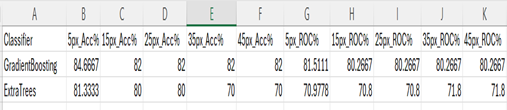 A B C D E F G H I J K
Classifier 5px_Acc% 15px_Acc% 25px_Acc% 35px_Acc% 45px_Acc% 5px_ROC% 15px_ROC% 25px_ROC% 35px_ROC% 45px_ROC%
GradientBoosting 84.6667 82 82 82 82 81.5111 80.2667 80.2667 80.2667 80.2667
ExtraTrees 81.3333 80 80 70 70 70.9778 70.8 70.8 71.8 71.8